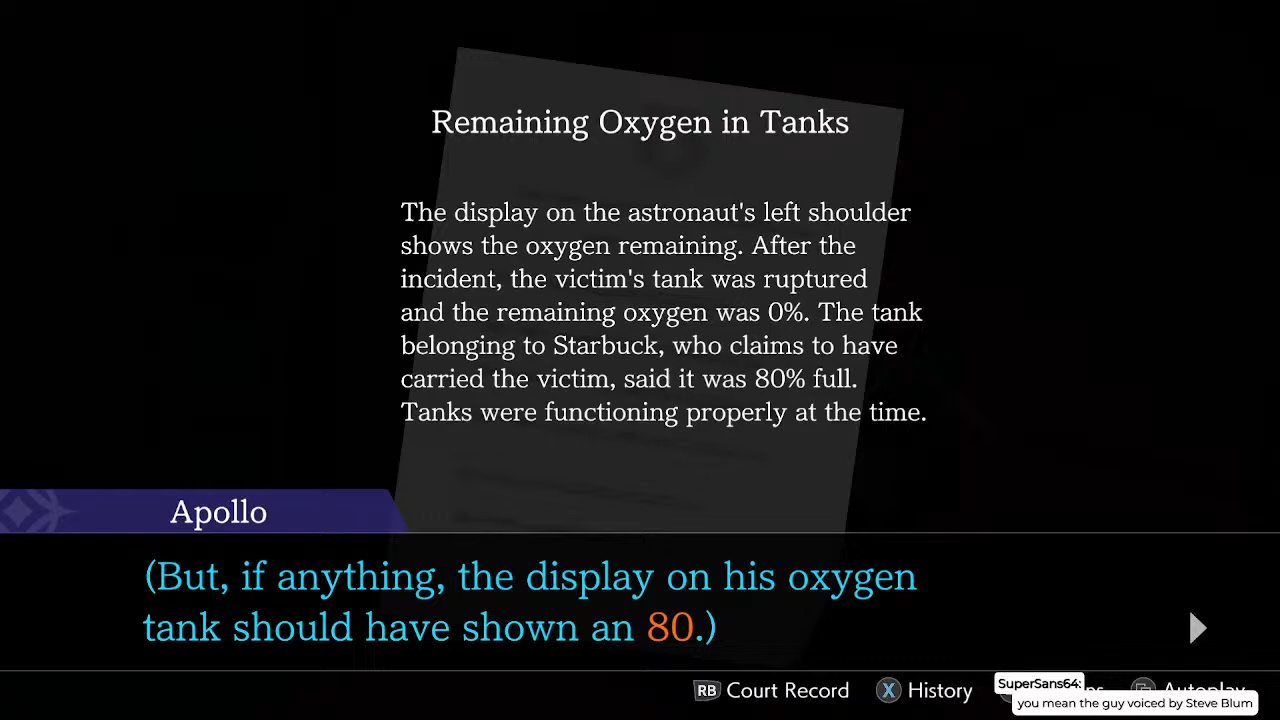 Remaining Oxygen in Tanks
The display on the astronaut's left shoulder
shows the oxygen remaining. After the
incident, the victim's tank was ruptured
and the remaining oxygen was 0%. The tank
belonging to Starbuck, who claims to have
carried the victim, said it was 80% full.
Tanks were functioning properly at the time.
Apollo
(But, if anything, the display on his oxygen
tank should have shown an 80.)
RB Court Record X History Autoplay
SuperSans64:
you mean the guy voiced by Steve Blum